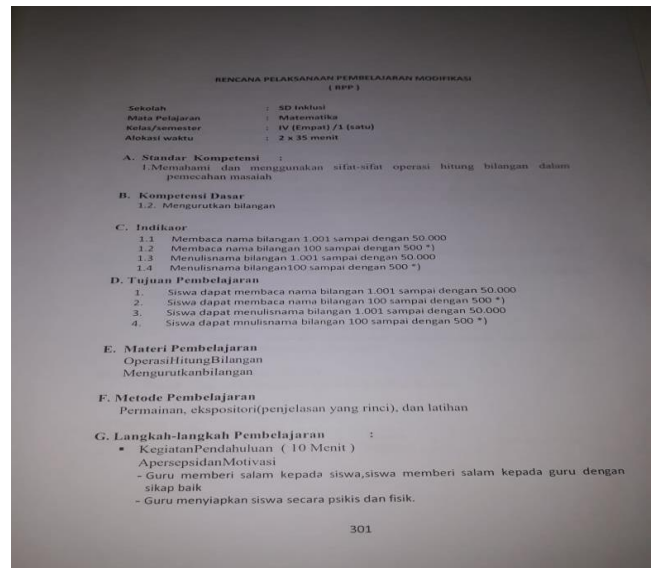 RENCANA PELAKSANAAN PEMBELAJARAN MODIFIKASI
( RPP )
Sekolah : SD Inklusi
Mata Pelajaran : Matematika
Kelas/semester : IV (Empat) /1 (satu)
Alokasi waktu : 2 x 35 menit
A. Standar Kompetensi :
1.Memahami dan menggunakan sifat-sifat operasi hitung bilangan dalam
pemecahan masalah
B. Kompetensi Dasar
1.2. Mengurutkan bilangan
C. Indikaor
1.1 Membaca nama bilangan 1.001 sampai dengan 50.000
1.2 Membaca nama bilangan 100 sampai dengan 500 *)
1.3 Menulisnama bilangan 1.001 sampai dengan 50.000
1.4 Menulisnama bilangan100 sampai dengan 500 *)
D. Tujuan Pembelajaran
1. Siswa dapat membaca nama bilangan 1.001 sampai dengan 50.000
2. Siswa dapat membaca nama bilangan 100 sampai dengan 500 *)
3. Siswa dapat menulisnama bilangan 1.001 sampai dengan 50.000
4. Siswa dapat mnulisnama bilangan 100 sampai dengan 500 *)
E. Materi Pembelajaran
OperasiHitungBilangan
Mengurutkanbilangan
F. Metode Pembelajaran
Permainan, ekspositori(penjelasan yang rinci), dan latihan
G. Langkah-langkah Pembelajaran :
▪ KegiatanPendahuluan ( 10 Menit )
ApersepsidanMotivasi
- Guru memberi salam kepada siswa,siswa memberi salam kepada guru dengan
sikap baik
- Guru menyiapkan siswa secara psikis dan fisik.
301